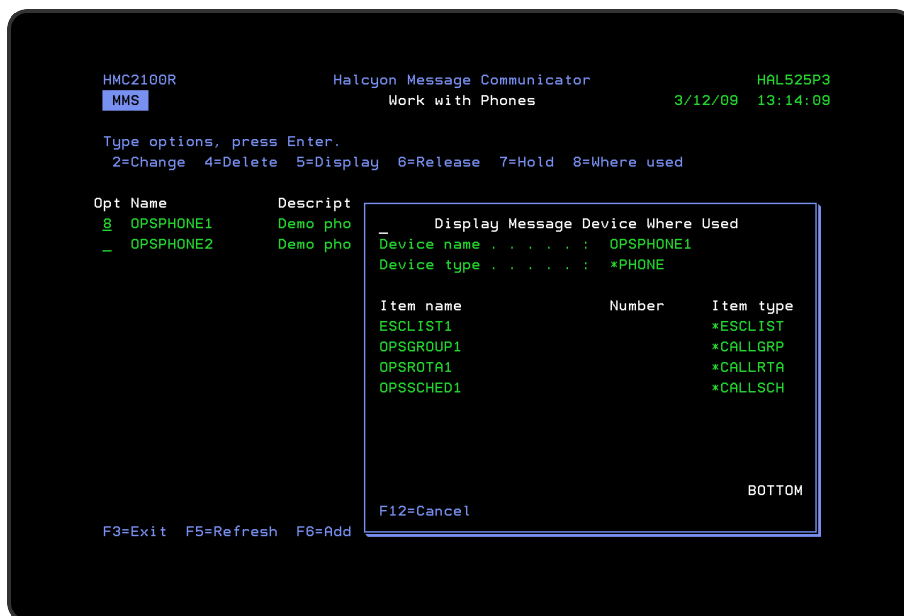 HMC2100R Halcyon Message Communicator HAL525P3
MMS Work with Phones 3/12/09 13:14:09
Type options, press Enter.
2=Change 4=Delete 5=Display 6=Release 7=Hold 8=Where used
Opt Name Descript
8 OPSPHONE1 Demo pho
_ OPSPHONE2 Demo pho
_ Display Message Device Where Used
Device name . . . . . : OPSPHONE1
Device type . . . . . : *PHONE
Item name Number Item type
ESCLIST1 *ESCLIST
OPSGROUP1 *CALLGRP
OPSROTA1 *CALLRTA
OPSSCHED1 *CALLSCH
BOTTOM
F12=Cancel
F3=Exit F5=Refresh F6=Add